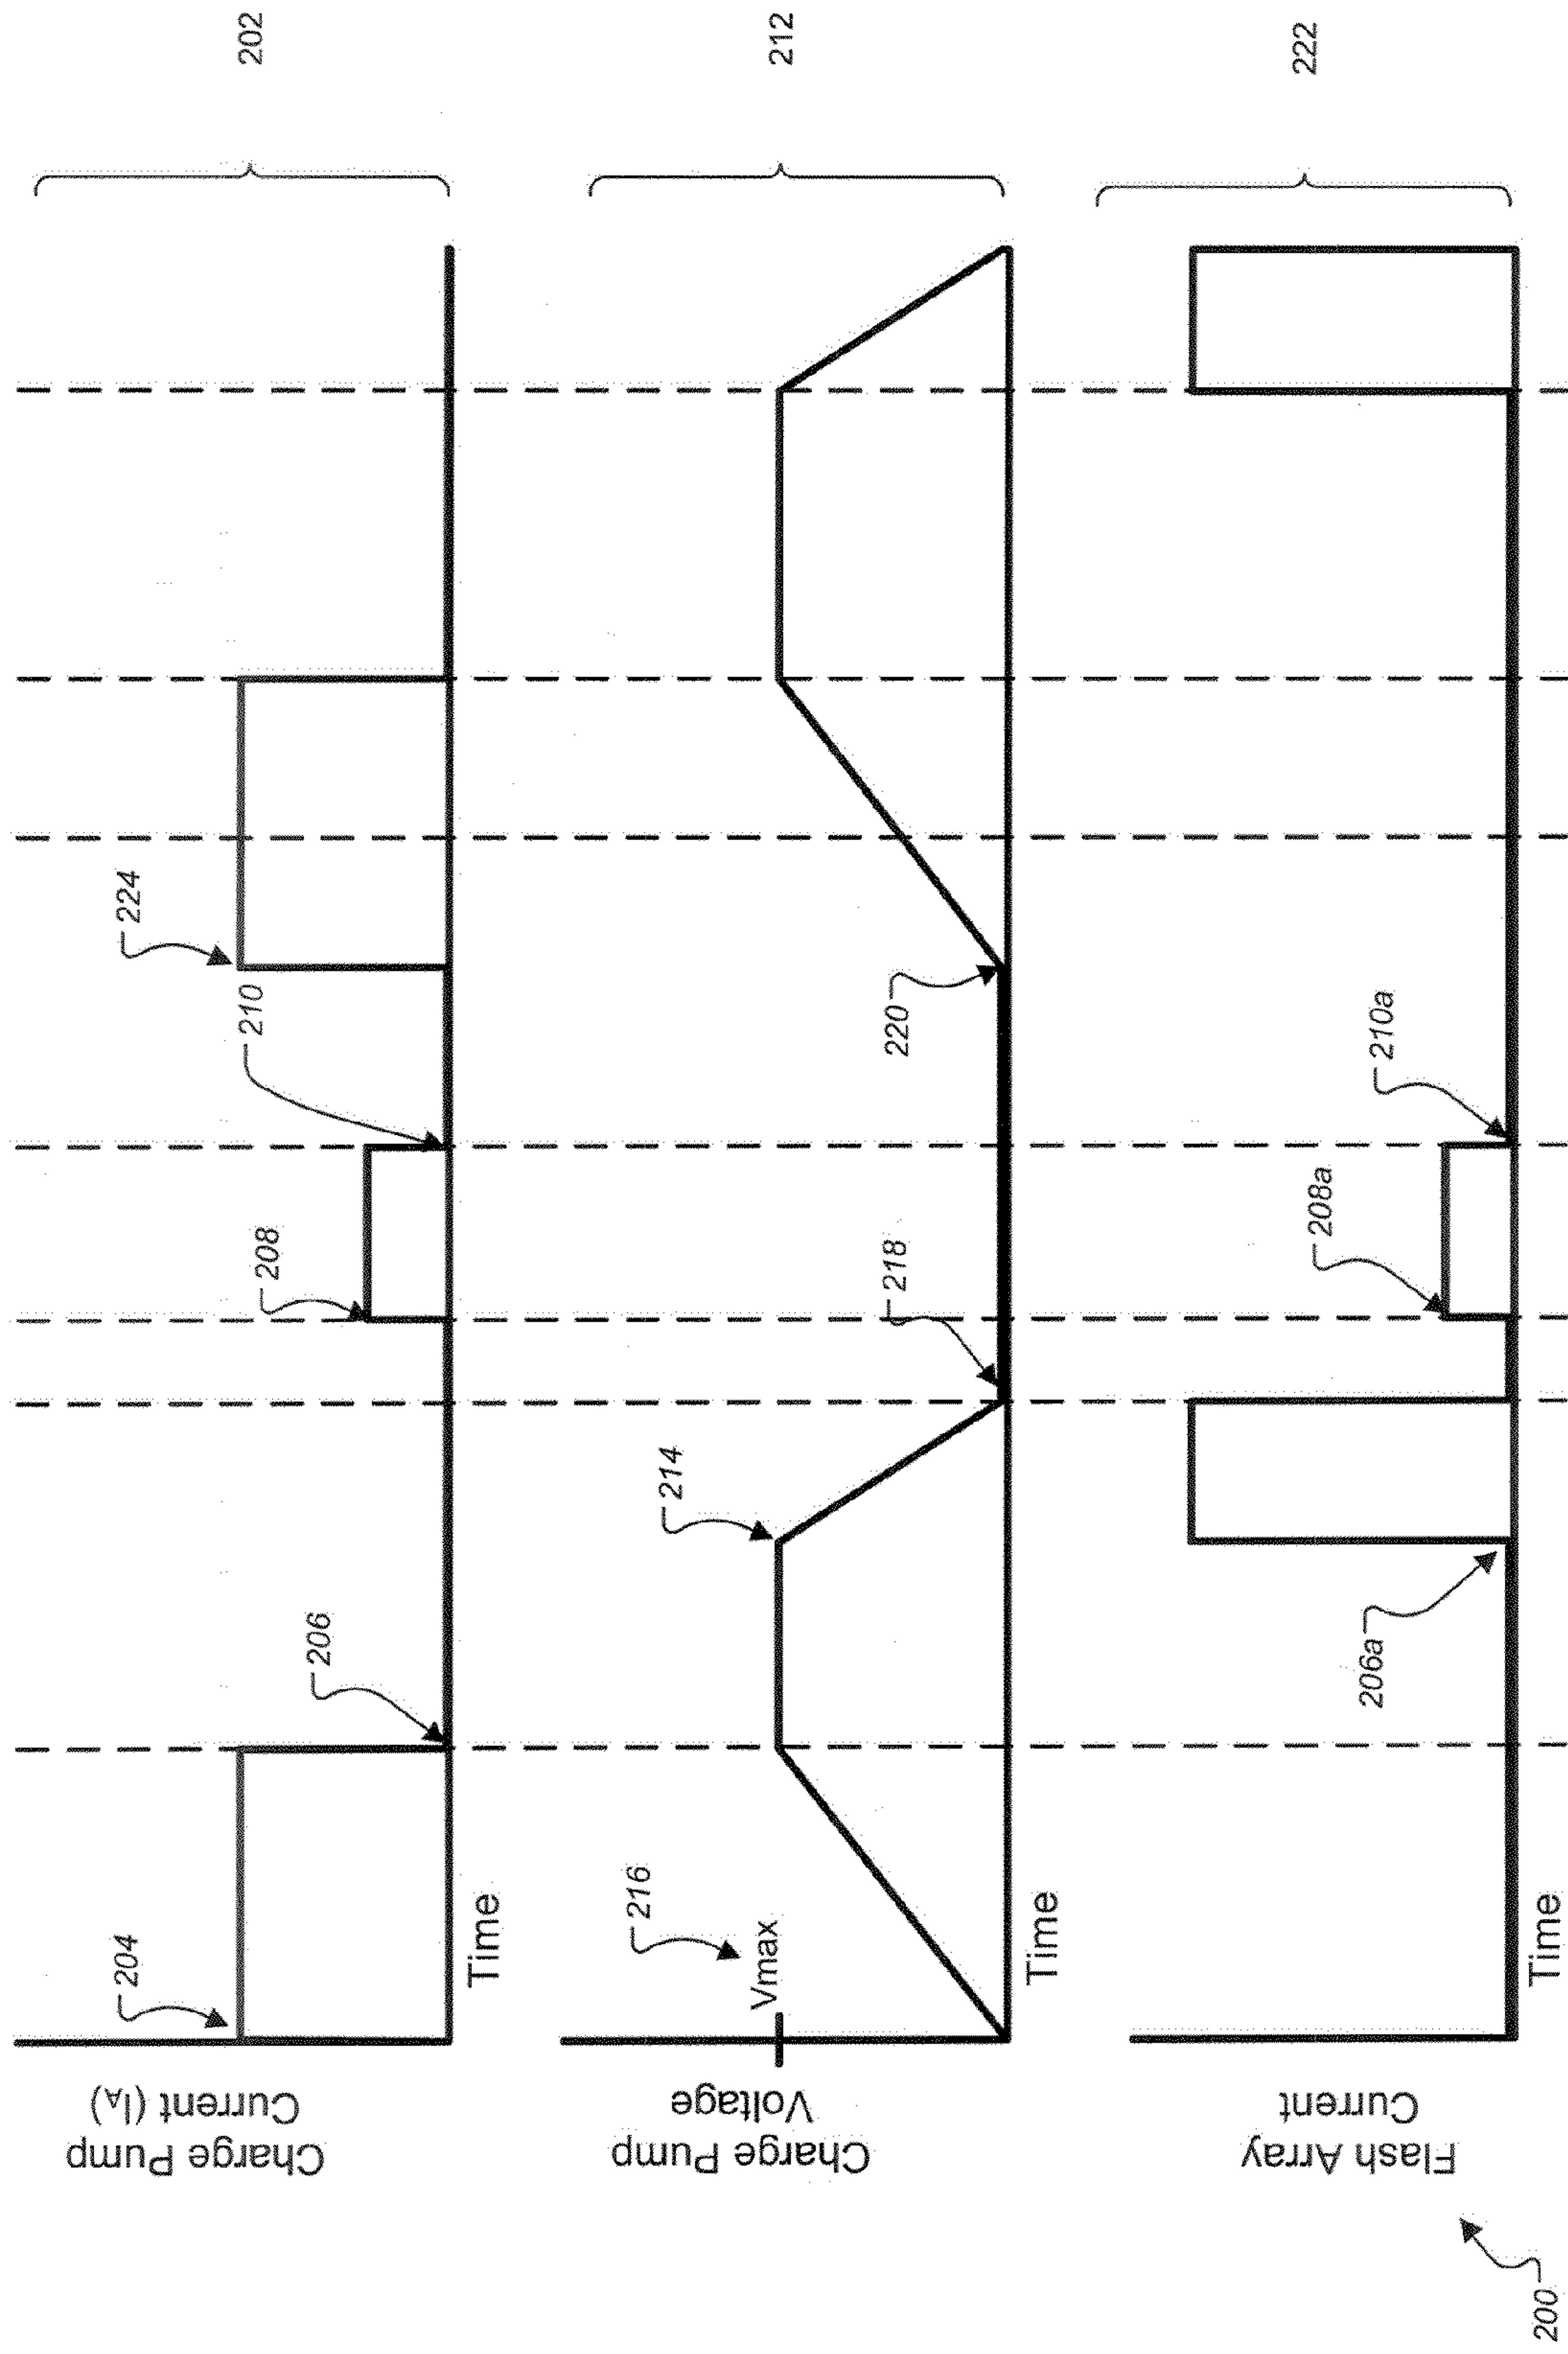 Charge Pump
Current (IA)
204
206
208
210
224
202
Time
Charge Pump
Voltage
Vmax
216
214
218
220
212
Time
Flash Array
Current
206a
208a
210a
222
Time
200